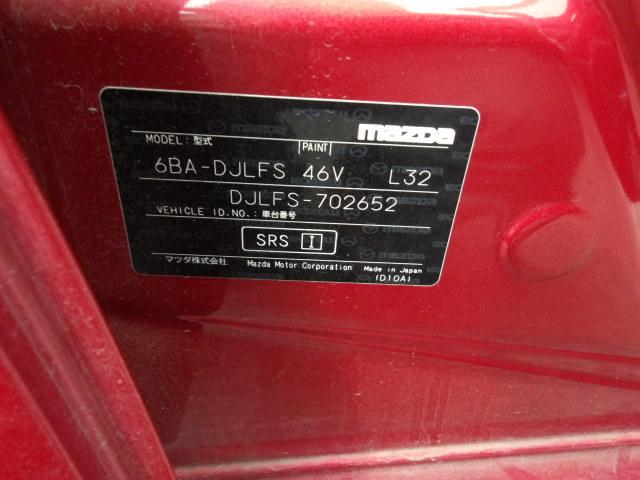 mazda
MODEL: 型式 PAINT
6BA-DJLFS 46V L32
DJLFS-702652
VEHICLE ID.NO.: 車台番号
SRS I
マツダ株式会社 Mazda Motor Corporation Made in Japan
(D10A)